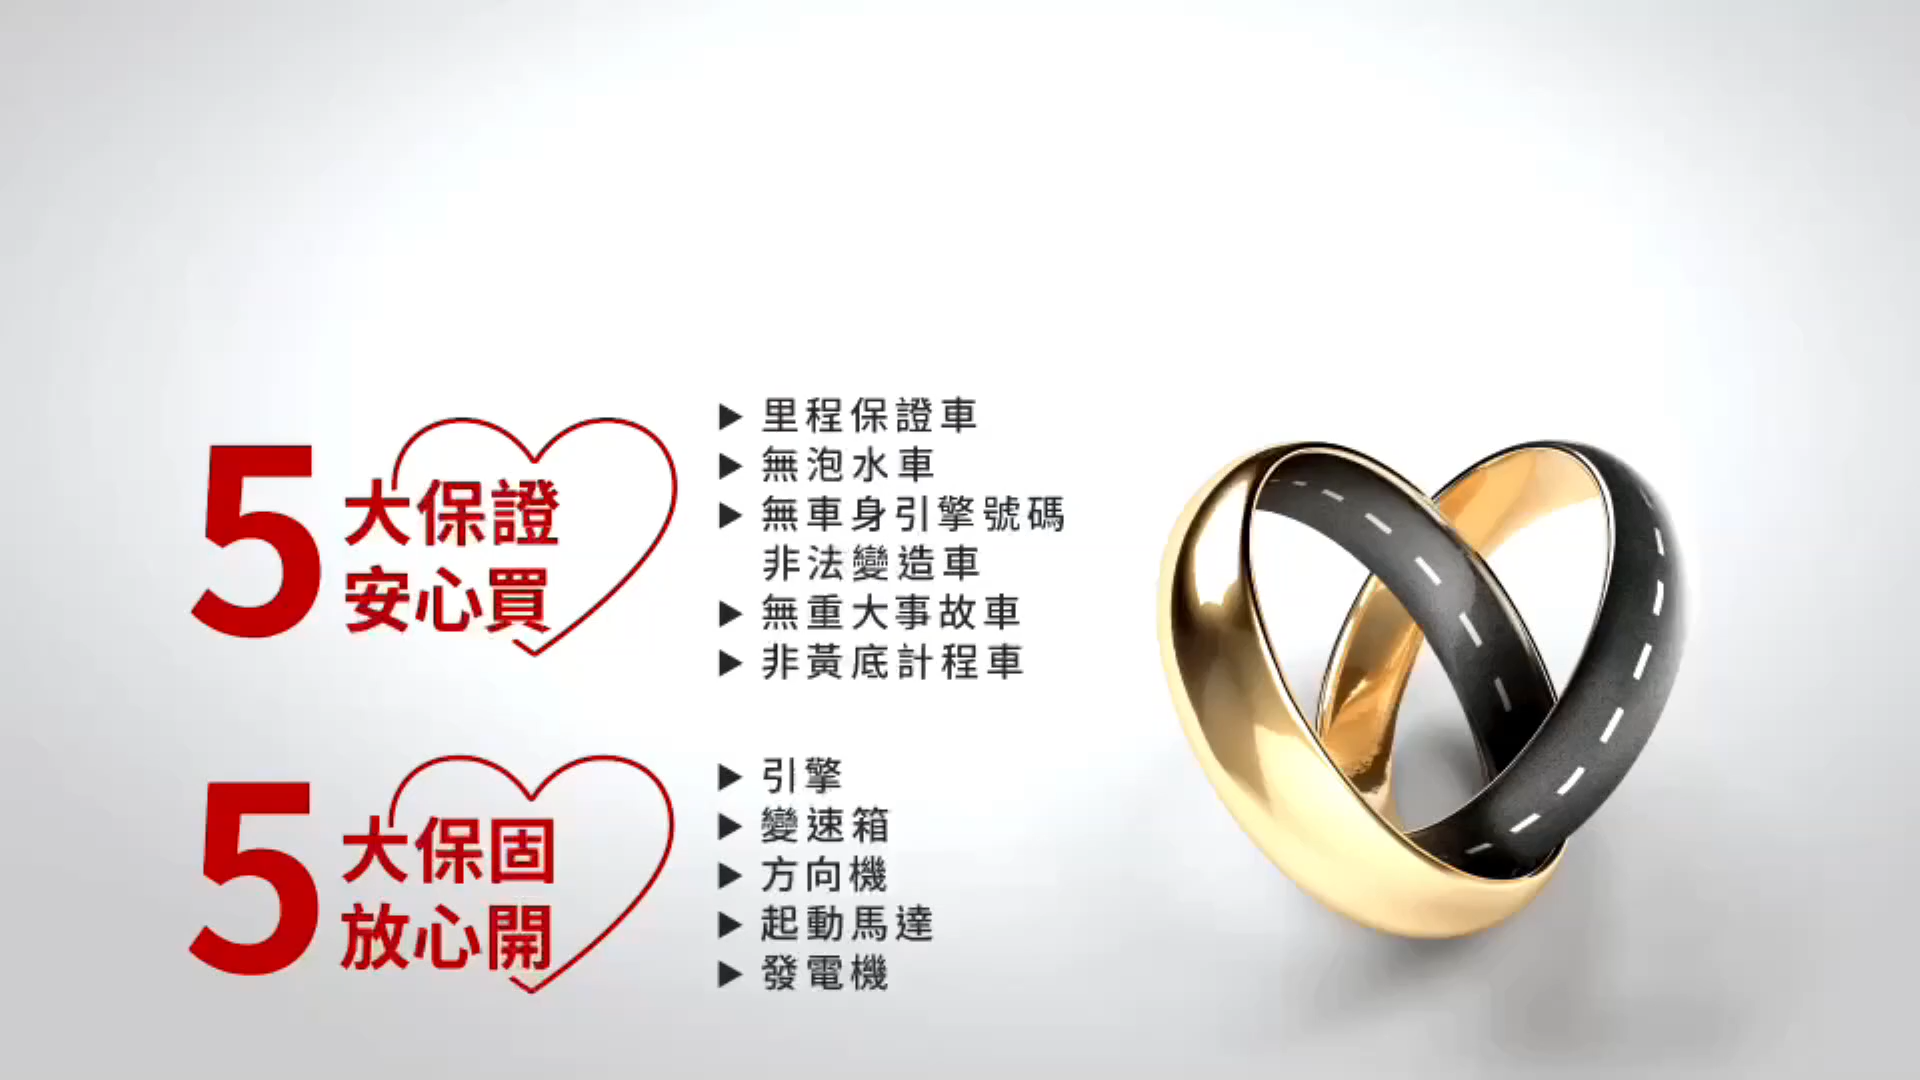 5大保證
安心買
▶ 里程保證車
▶ 無泡水車
▶ 無車身引擎號碼
非法變造車
▶ 無重大事故車
▶ 非黃底計程車
5大保固
放心開
▶ 引擎
▶ 變速箱
▶ 方向機
▶ 起動馬達
▶ 發電機